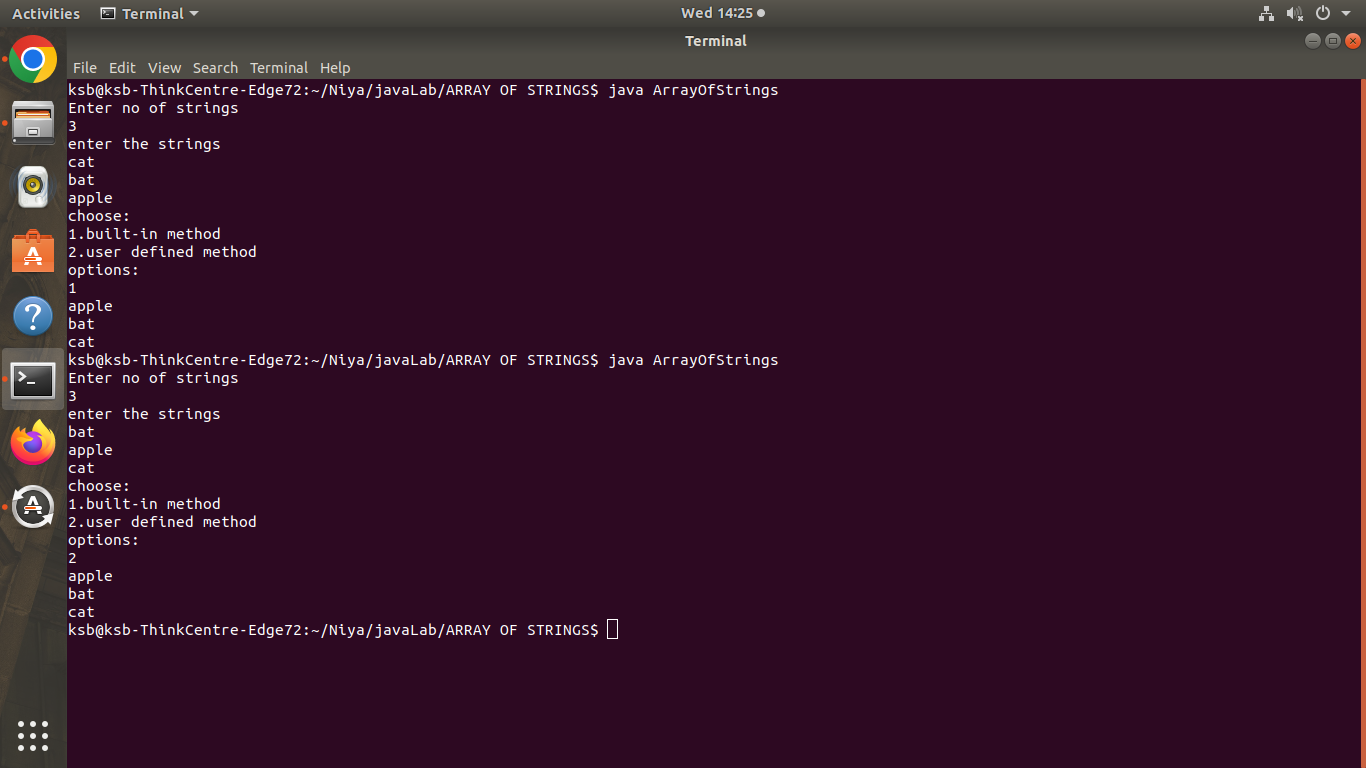 Activities Terminal Wed 14:25
Terminal
File Edit View Search Terminal Help
ksb@ksb-ThinkCentre-Edge72:~/Niya/javaLab/ARRAY OF STRINGS$ java ArrayOfStrings
Enter no of strings
3
enter the strings
cat
bat
apple
choose:
1.built-in method
2.user defined method
options:
1
apple
bat
cat
ksb@ksb-ThinkCentre-Edge72:~/Niya/javaLab/ARRAY OF STRINGS$ java ArrayOfStrings
Enter no of strings
3
enter the strings
bat
apple
cat
choose:
1.built-in method
2.user defined method
options:
2
apple
bat
cat
ksb@ksb-ThinkCentre-Edge72:~/Niya/javaLab/ARRAY OF STRINGS$